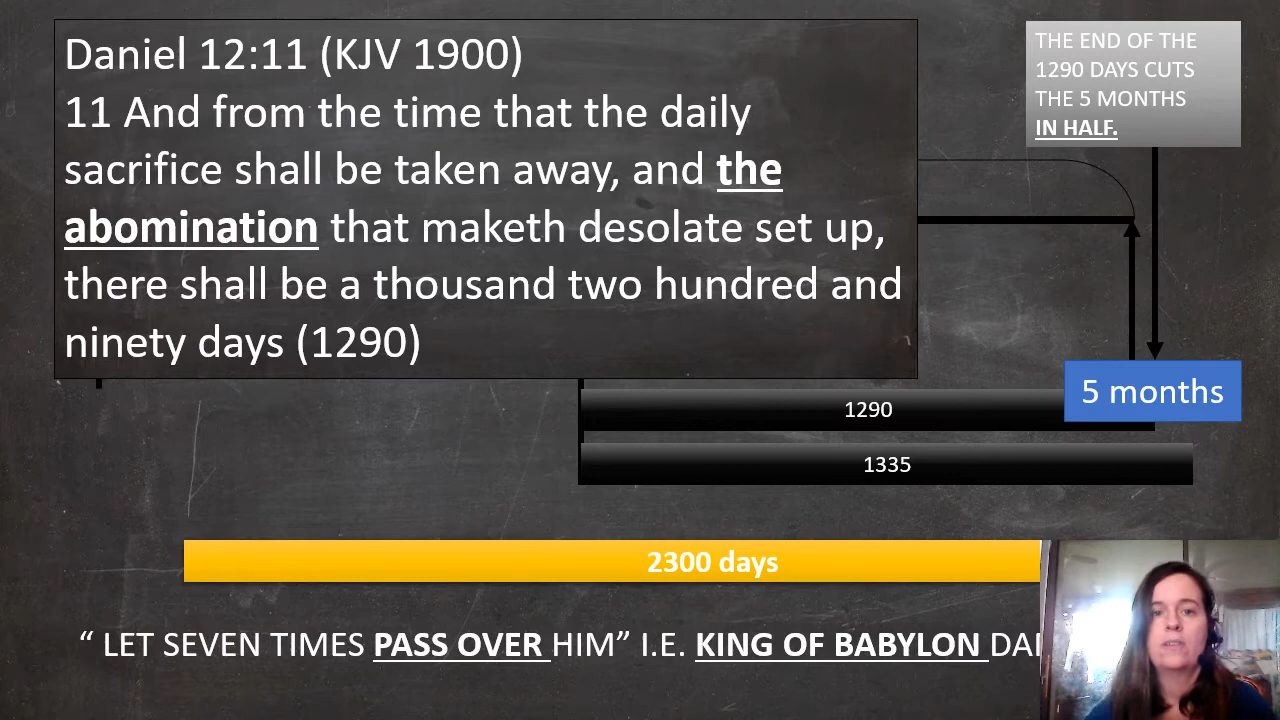 Daniel 12:11 (KJV 1900)
11 And from the time that the daily
sacrifice shall be taken away, and the
abomination that maketh desolate set up,
there shall be a thousand two hundred and
ninety days (1290)
THE END OF THE
1290 DAYS CUTS
THE 5 MONTHS
IN HALF.
5 months
1290
1335
2300 days
“ LET SEVEN TIMES PASS OVER HIM” I.E. KING OF BABYLON